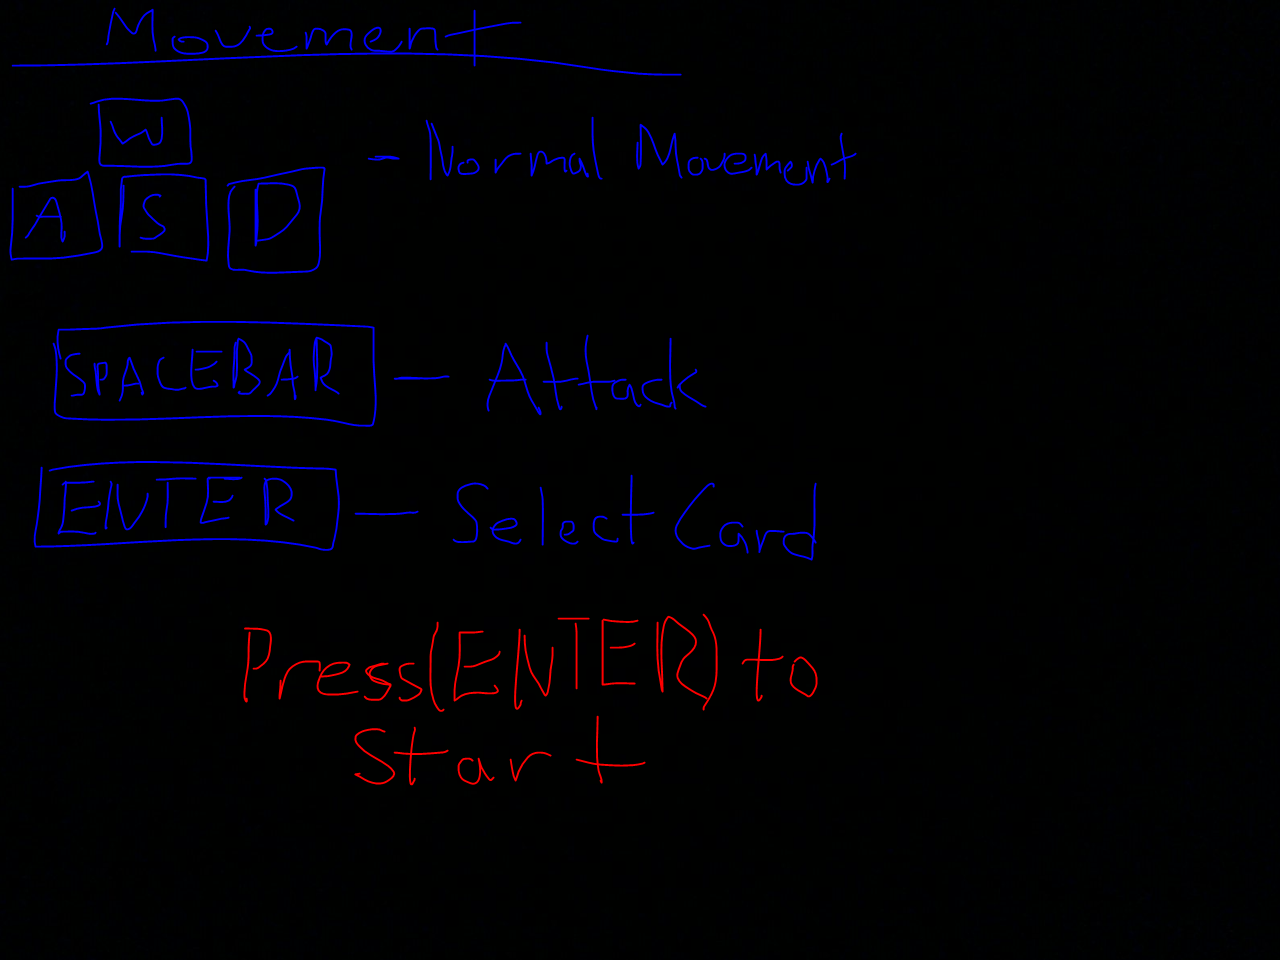 Movement
W - Normal Movement
A S D
SPACEBAR - Attack
ENTER - Select Card
Press (ENTER) to
Start